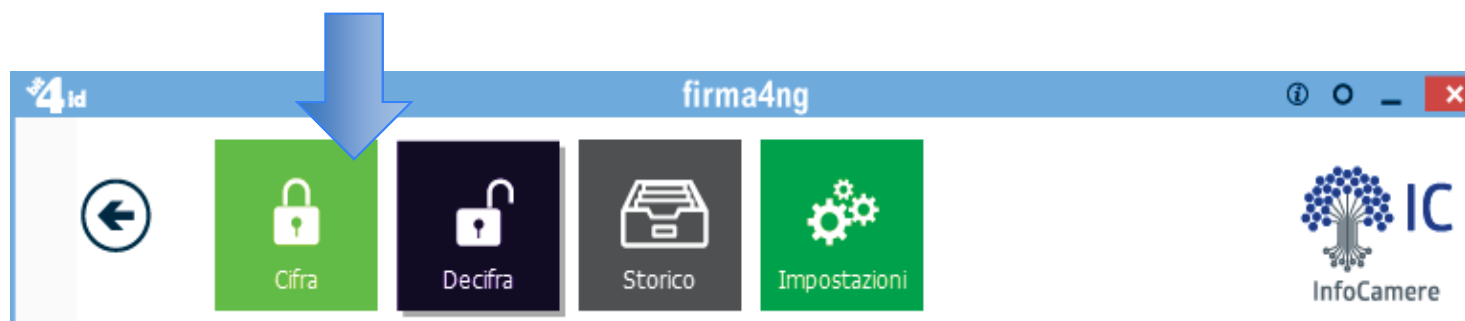 4id
firma4ng
Cifra
Decifra
Storico
Impostazioni
IC
InfoCamere